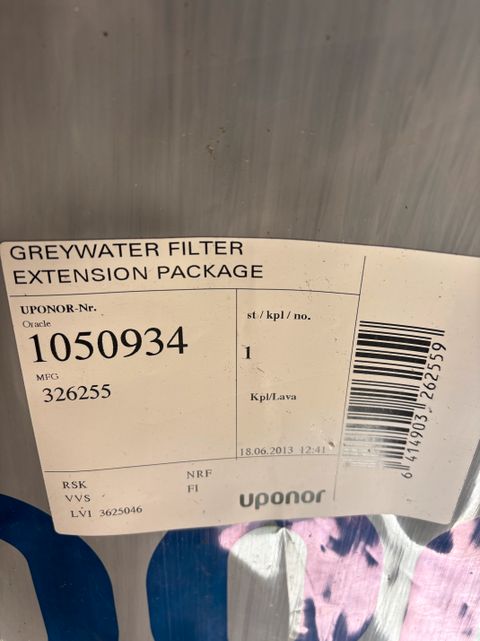 GREYWATER FILTER
EXTENSION PACKAGE
UPONOR-Nr.
Oracle
1050934
MFG
326255
st / kpl / no.
1
Kpl/Lava
18.06.2013 12:41
RSK
VVS
LVI 3625046
NRF
FI
uponor
6 414903 262559